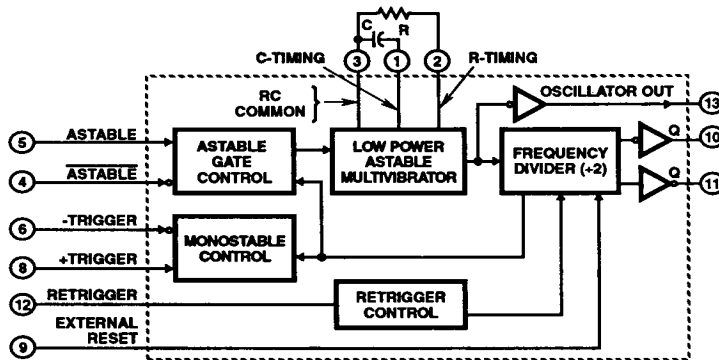 C
R
3
1
2
C-TIMING
R-TIMING
RC
COMMON
OSCILLATOR OUT
13
5
ASTABLE
ASTABLE
GATE
CONTROL
LOW POWER
ASTABLE
MULTIVIBRATOR
FREQUENCY
DIVIDER (÷2)
Q
10
4
ASTABLE
Q
11
6
-TRIGGER
MONOSTABLE
CONTROL
8
+TRIGGER
12
RETRIGGER
RETRIGGER
CONTROL
EXTERNAL
9
RESET